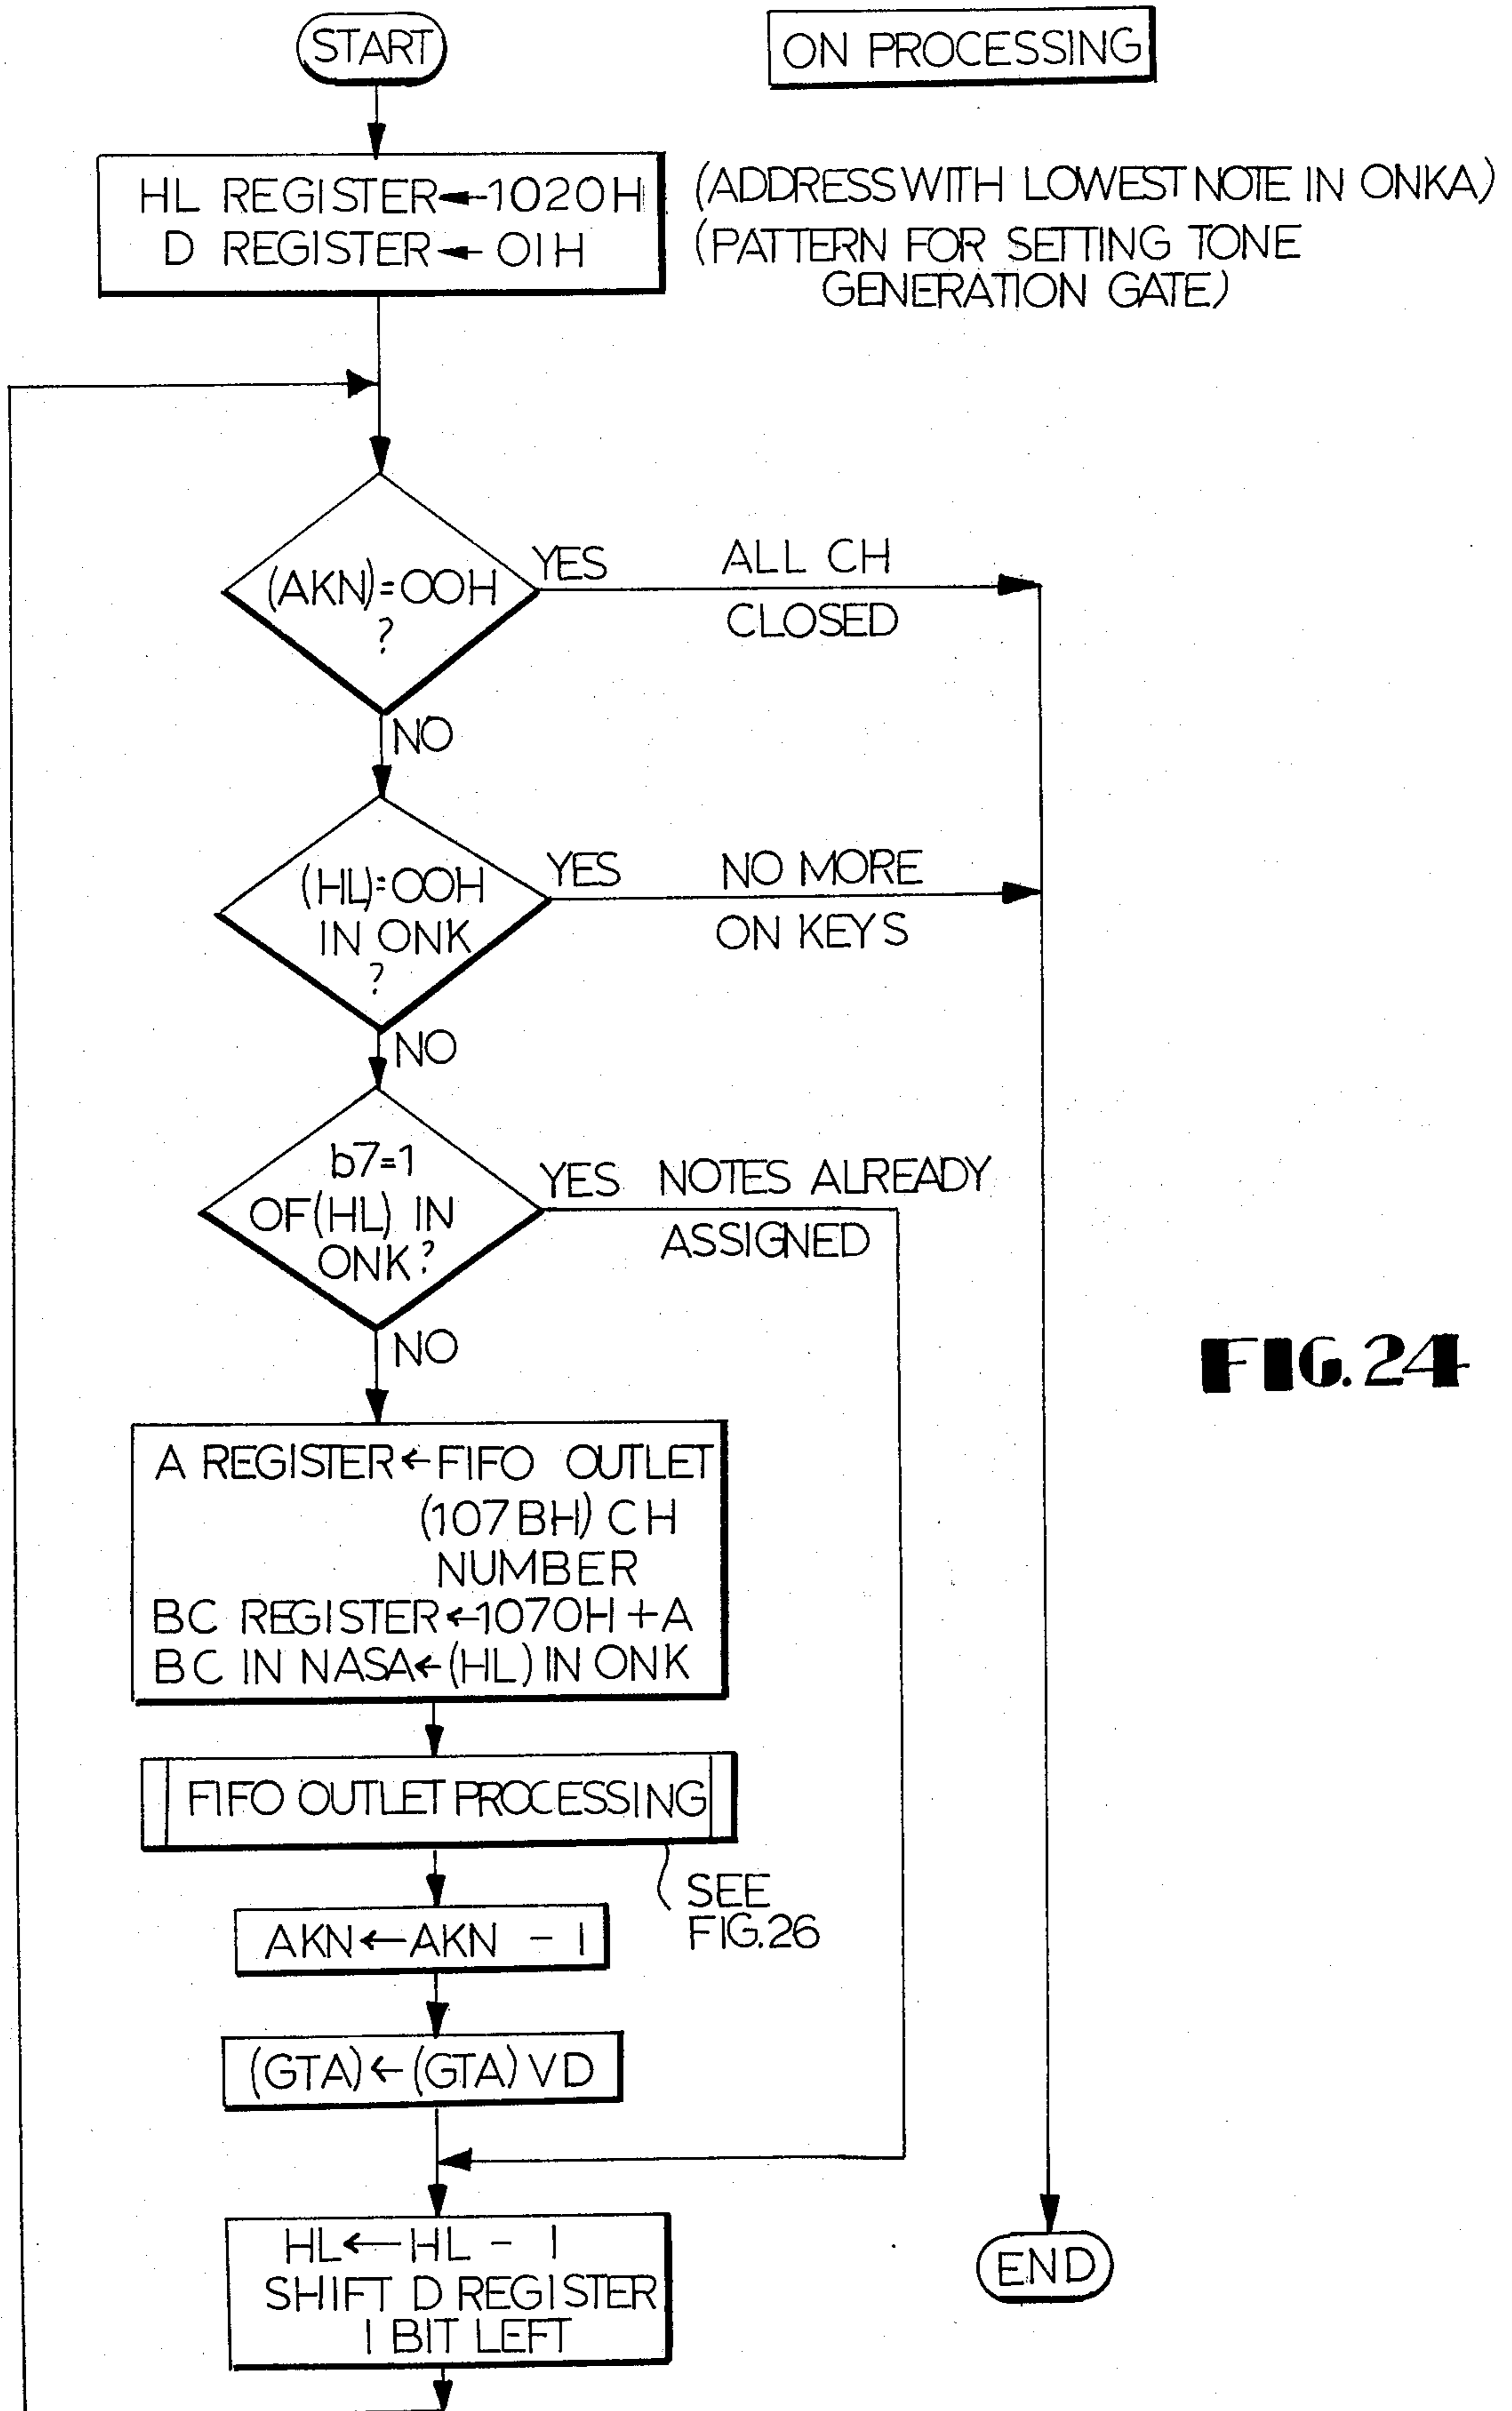 START
ON PROCESSING
HL REGISTER←1020H
(ADDRESS WITH LOWEST NOTE IN ONKA)
D REGISTER←01H
(PATTERN FOR SETTING TONE
GENERATION GATE)
(AKN)=00H
?
YES
ALL CH
CLOSED
NO
(HL)=00H
IN ONK
?
YES
NO MORE
ON KEYS
NO
b7=1
OF(HL) IN
ONK?
YES
NOTES ALREADY
ASSIGNED
NO
FIG.24
A REGISTER←FIFO OUTLET
(107BH) CH
NUMBER
BC REGISTER←1070H+A
BC IN NASA←(HL) IN ONK
FIFO OUTLET PROCESSING
SEE
FIG.26
AKN←AKN - 1
(GTA)←(GTA)VD
HL←HL - 1
SHIFT D REGISTER
1 BIT LEFT
END